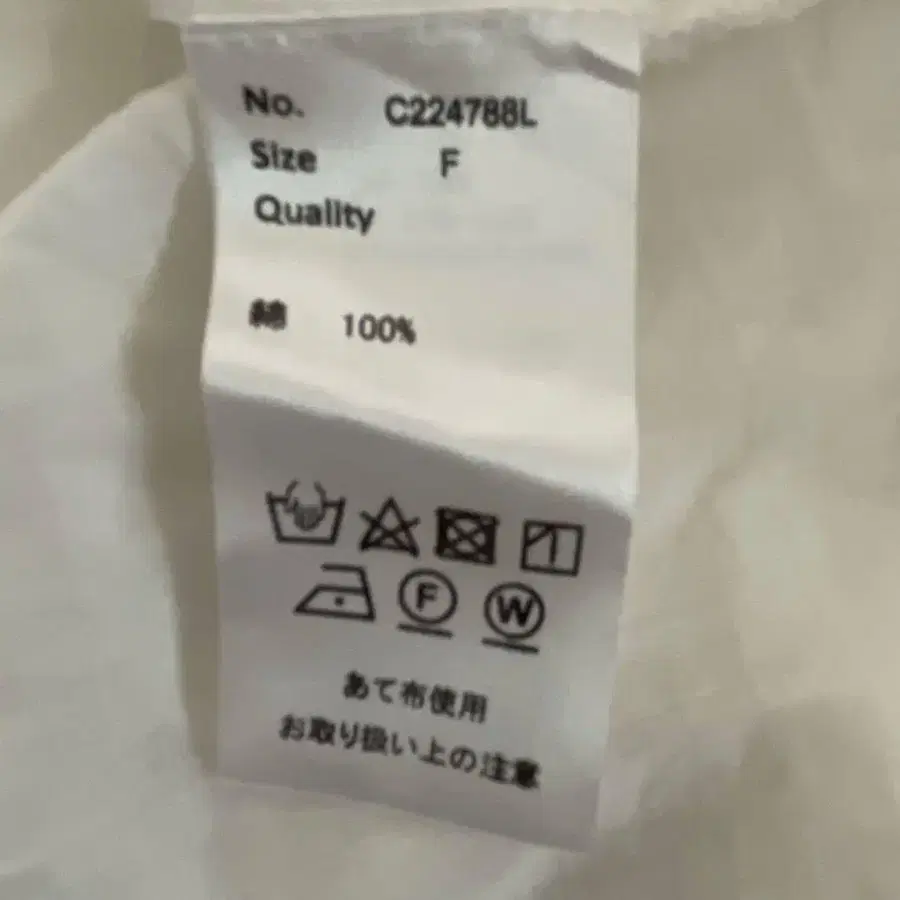 No. C224788L
Size F
Quality
綿 100%
F W
あて布使用
お取り扱い上の注意